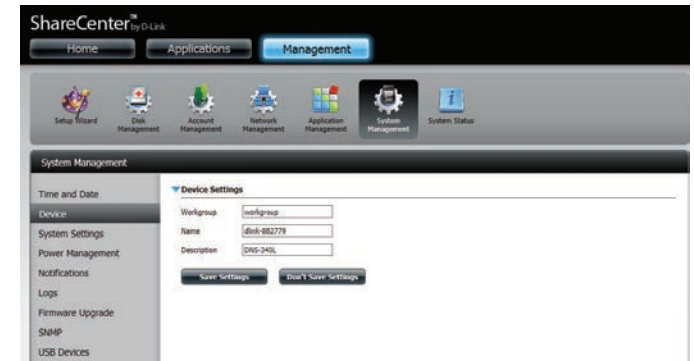 ShareCenter™ by D-Link
Home Applications Management
Setup Wizard Disk Management Account Management Network Management Application Management System Management System Status
System Management
Time and Date
Device
System Settings
Power Management
Notifications
Logs
Firmware Upgrade
SNMP
USB Devices
Device Settings
Workgroup workgroup
Name dlink-882779
Description DNS-340L
Save Settings Don't Save Settings